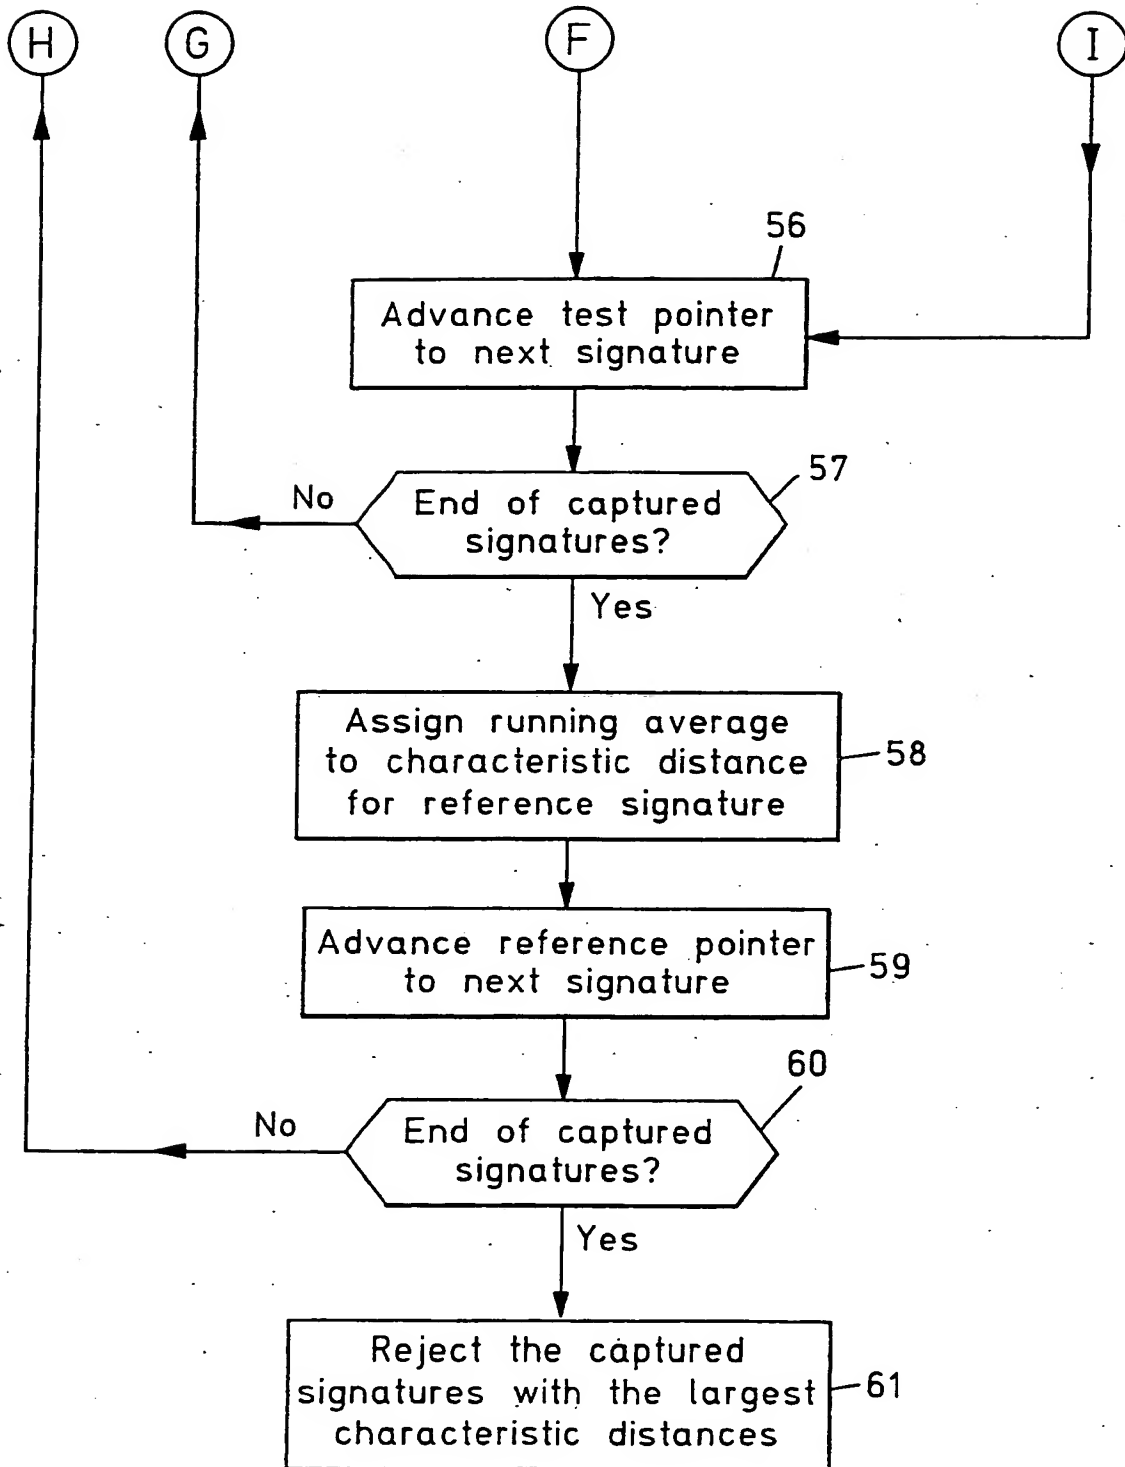 H G F I
56
Advance test pointer
to next signature
57
No
End of captured
signatures?
Yes
Assign running average
to characteristic distance
for reference signature
58
Advance reference pointer
to next signature
59
60
No
End of captured
signatures?
Yes
Reject the captured
signatures with the largest
characteristic distances
61